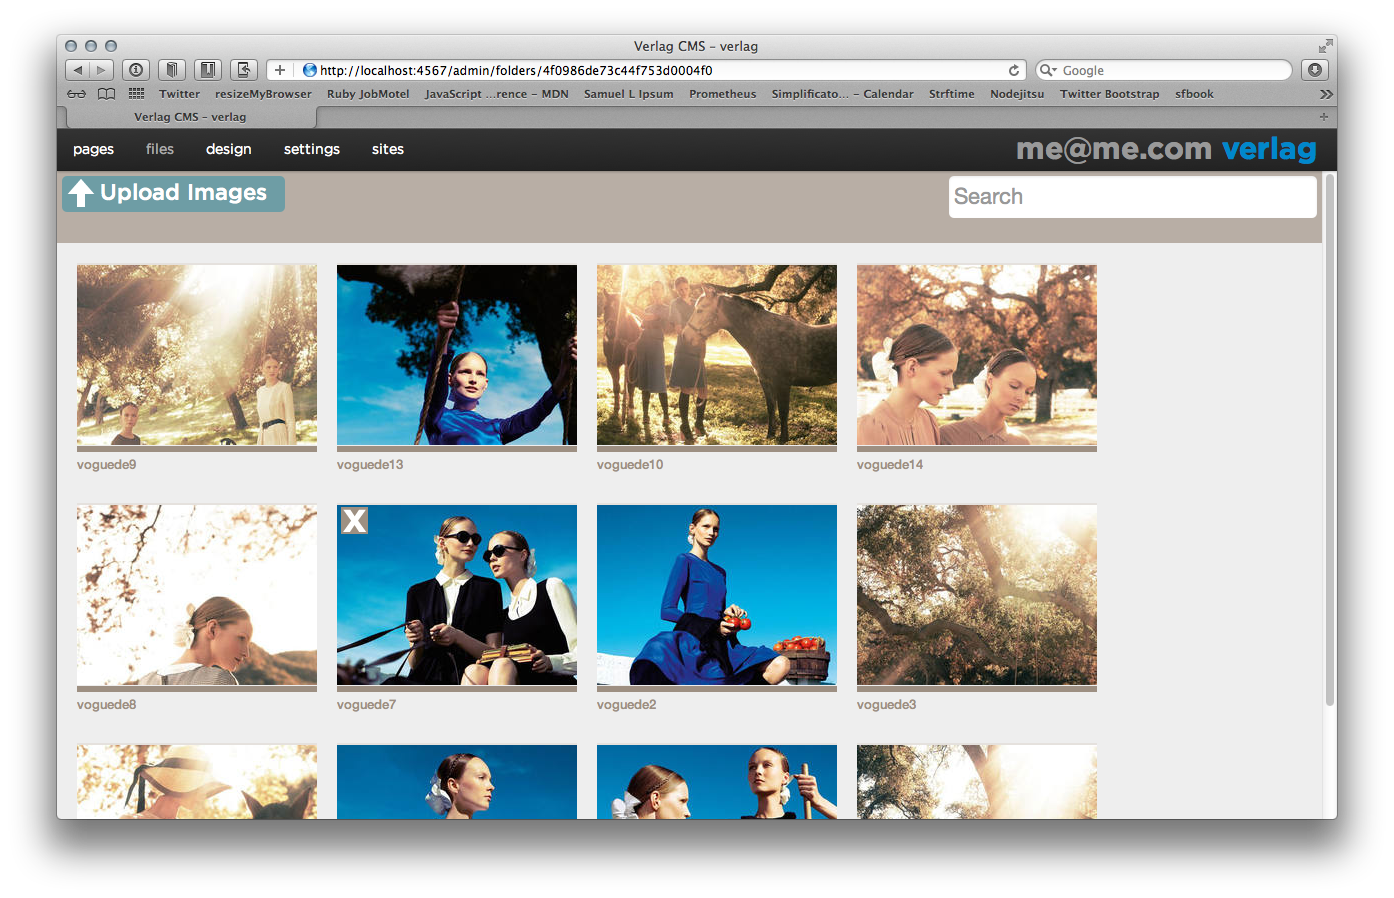 Verlag CMS – verlag
http://localhost:4567/admin/folders/4f0986de73c44f753d0004f0
Google
Twitter resizeMyBrowser Ruby JobMotel JavaScript ...rence – MDN Samuel L Ipsum Prometheus Simplificato... – Calendar Strftime Nodejitsu Twitter Bootstrap sfbook
Verlag CMS – verlag
pages files design settings sites me@me.com verlag
Upload Images Search
voguede9 voguede13 voguede10 voguede14
X
voguede8 voguede7 voguede2 voguede3